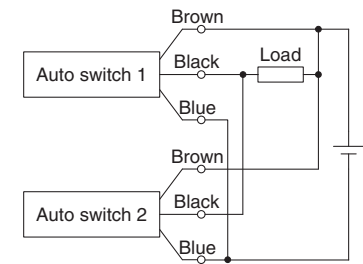 Brown
Auto switch 1
Black
Load
Blue
Brown
Auto switch 2
Black
Blue